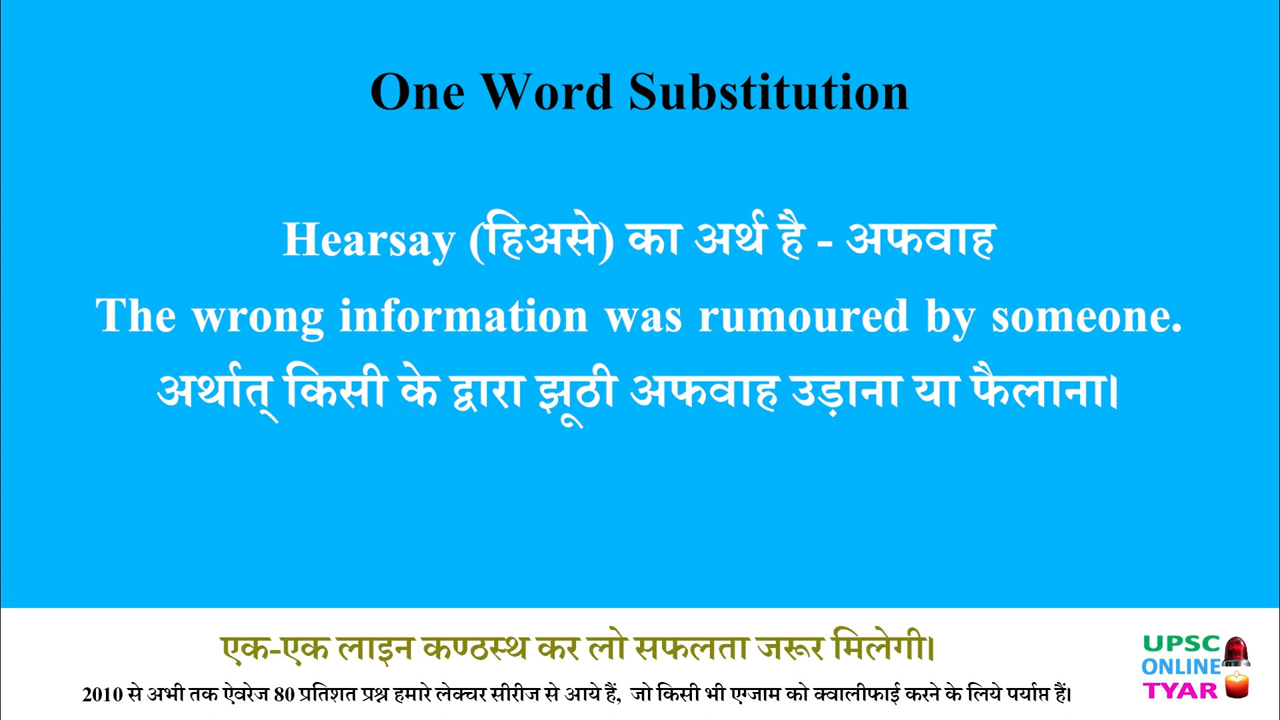 One Word Substitution
Hearsay (हिअसे) का अर्थ है - अफवाह
The wrong information was rumoured by someone.
अर्थात् किसी के द्वारा झूठी अफवाह उड़ाना या फैलाना।
एक-एक लाइन कण्ठस्थ कर लो सफलता जरूर मिलेगी।
2010 से अभी तक ऐवरेज 80 प्रतिशत प्रश्न हमारे लेक्चर सीरीज से आये हैं, जो किसी भी एग्जाम को क्वालीफाई करने के लिये पर्याप्त हैं।
UPSC
ONLINE
TYAR